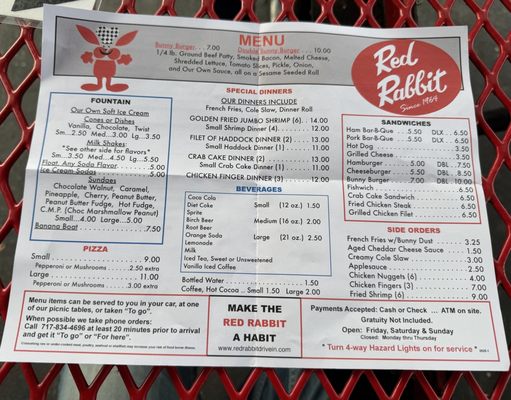 MENU
Bunny Burger...7.00 Double Bunny Burger...10.00
1/4 lb. Ground Beef Patty, Smoked Bacon, Melted Cheese,
Shredded Lettuce, Tomato Slices, Pickle, Onion,
and Our Own Sauce, all on a Sesame Seeded Roll
Red
Rabbit
Since 1964
FOUNTAIN
Our Own Soft Ice Cream
Cones or Dishes
Vanilla, Chocolate, Twist
Sm...2.50 Med...3.00 Lg...3.50
Milk Shakes
*See other side for flavors*
Sm...3.50 Med...4.50 Lg...5.50
Float, Any Soda Flavor...5.00
Ice Cream Sodas...5.00
Sundaes
Chocolate Walnut, Caramel,
Pineapple, Cherry, Peanut Butter,
Peanut Butter Fudge, Hot Fudge,
C.M.P. (Choc Marshmallow Peanut)
Small...4.00 Large...5.00
Banana Boat...7.50
PIZZA
Small...9.00
Pepperoni or Mushrooms...2.50 extra
Large...11.00
Pepperoni or Mushrooms...3.00 extra
SPECIAL DINNERS
OUR DINNERS INCLUDE
French Fries, Cole Slaw, Dinner Roll
GOLDEN FRIED JUMBO SHRIMP (6). 14.00
Small Shrimp Dinner (4)...12.00
FILET OF HADDOCK DINNER (2)...13.00
Small Haddock Dinner (1)...11.00
CRAB CAKE DINNER (2)...13.00
Small Crab Cake Dinner (1)...11.00
CHICKEN FINGER DINNER (3)...12.00
BEVERAGES
Coca Cola
Diet Coke
Sprite
Birch Beer
Root Beer
Orange Soda
Lemonade
Milk
Iced Tea, Sweet or Unsweetened
Vanilla Iced Coffee
Small (12 oz.) 1.50
Medium (16 oz.) 2.00
Large (21 oz.) 2.50
Bottled Water...1.50
Coffee, Hot Cocoa.. Small 1.50 Large 2.00
SANDWICHES
Ham Bar-B-Que...5.50 DLX...6.50
Pork Bar-B-Que...5.50 DLX...6.50
Hot Dog...3.50
Grilled Cheese...3.50
Hamburger...5.00 DBL...7.50
Cheeseburger...5.50 DBL...8.50
Bunny Burger...7.00 DBL...10.00
Fishwich...6.50
Crab Cake Sandwich...6.50
Fried Chicken Steak...6.50
Grilled Chicken Filet...6.50
SIDE ORDERS
French Fries w/Bunny Dust...3.25
Aged Cheddar Cheese Sauce...1.50
Creamy Cole Slaw...3.00
Applesauce...2.50
Chicken Nuggets (6)...4.00
Chicken Fingers (3)...7.00
Fried Shrimp (6)...9.00
Menu items can be served to you in your car, at one
of our picnic tables, or taken "To go".
When possible we take phone orders:
Call 717-834-4696 at least 20 minutes prior to arrival
and get it "To go" or "For here".
Consuming raw or under-cooked meat, poultry, seafood or shellfish may increase your risk of food borne illness.
MAKE THE
RED RABBIT
A HABIT
www.redrabbitdrivein.com
Payments Accepted: Cash or Check ... ATM on site.
Gratuity Not Included.
Open: Friday, Saturday & Sunday
Closed: Monday thru Thursday
* Turn 4-way Hazard Lights on for service *